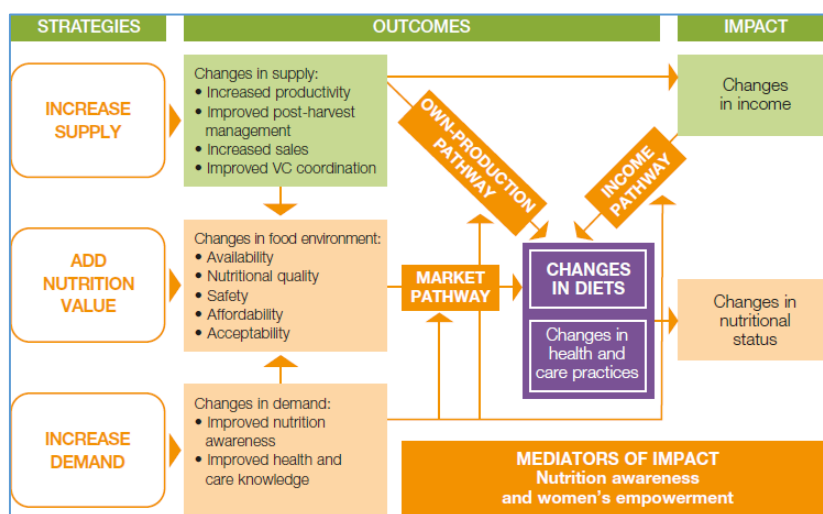 STRATEGIES
OUTCOMES
IMPACT
INCREASE
SUPPLY
Changes in supply:
• Increased productivity
• Improved post-harvest
management
• Increased sales
• Improved VC coordination
OWN-PRODUCTION
PATHWAY
INCOME
PATHWAY
Changes
in income
ADD
NUTRITION
VALUE
Changes in food environment:
• Availability
• Nutritional quality
• Safety
• Affordability
• Acceptability
MARKET
PATHWAY
CHANGES
IN DIETS
Changes in
health and
care practices
Changes in
nutritional
status
INCREASE
DEMAND
Changes in demand:
• Improved nutrition
awareness
• Improved health and
care knowledge
MEDIATORS OF IMPACT
Nutrition awareness
and women's empowerment